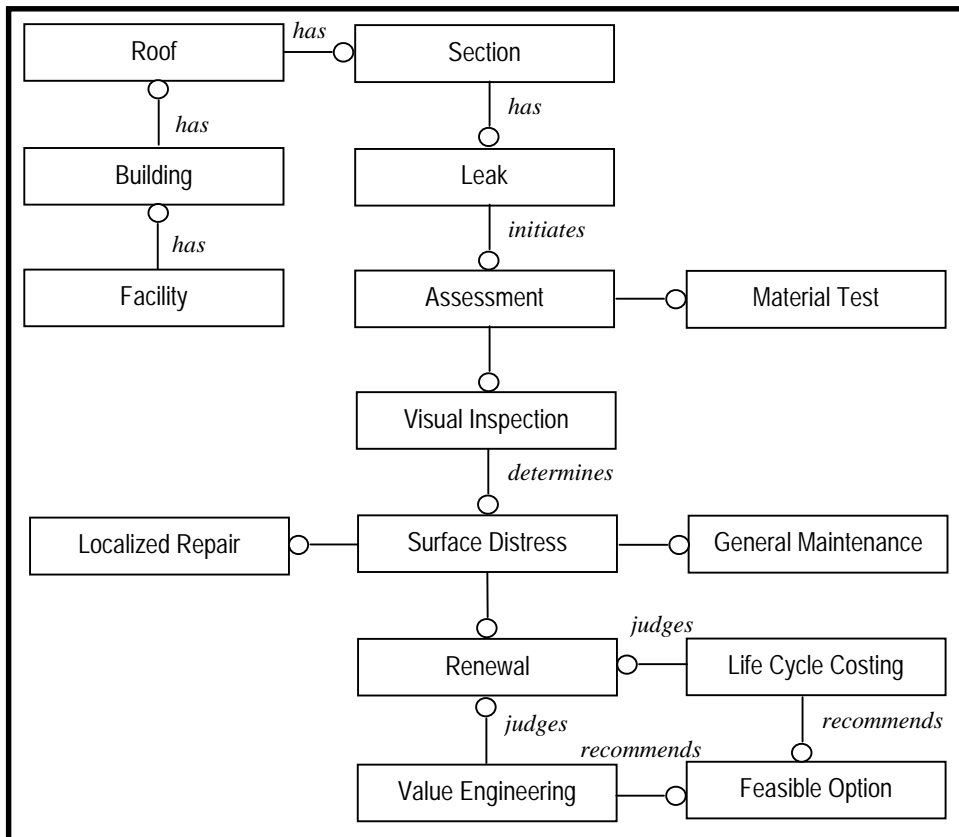 has
Roof
Section
has
has
Building
Leak
has
initiates
Facility
Assessment
Material Test
Visual Inspection
determines
Localized Repair
Surface Distress
General Maintenance
judges
Renewal
Life Cycle Costing
judges
recommends
recommends
Value Engineering
Feasible Option